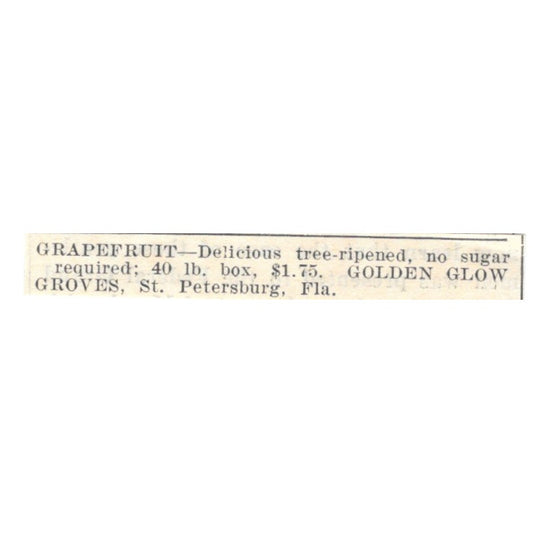 GRAPEFRUIT—Delicious tree-ripened, no sugar
required; 40 lb. box, $1.75. GOLDEN GLOW
GROVES, St. Petersburg, Fla.